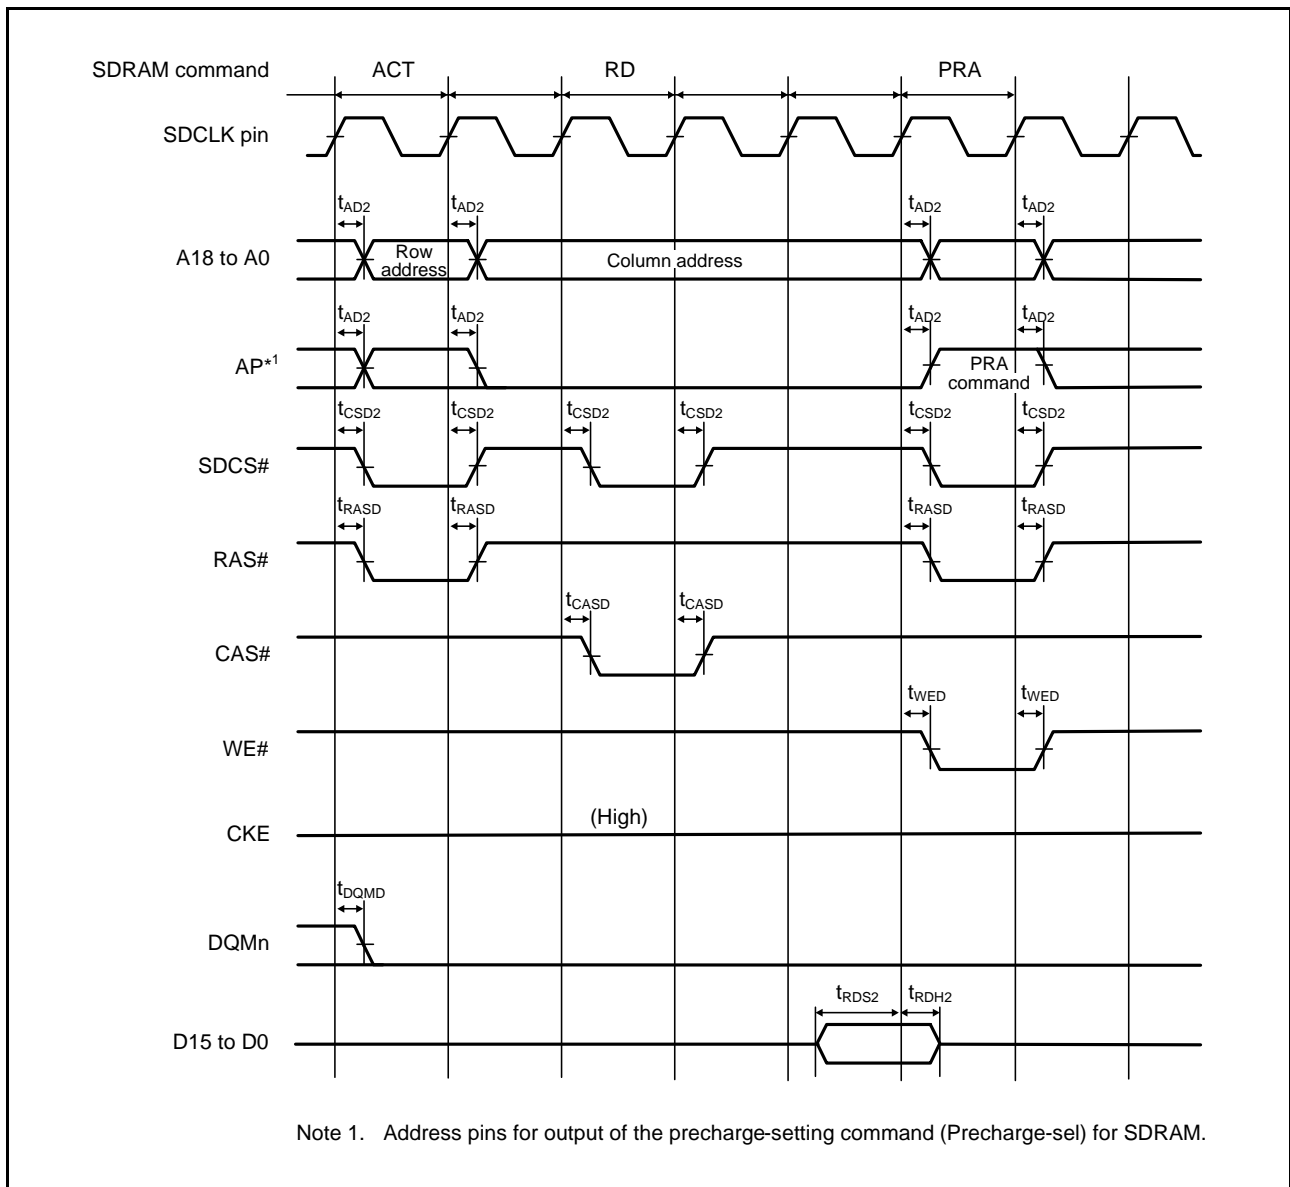 SDRAM command ACT RD PRA
SDCLK pin
tAD2 tAD2 tAD2 tAD2
A18 to A0 Row address Column address
tAD2 tAD2 tAD2 tAD2
AP*1 PRA command
tCSD2 tCSD2 tCSD2 tCSD2 tCSD2 tCSD2
SDCS#
tRASD tRASD tRASD tRASD
RAS#
tCASD tCASD
CAS#
tWED tWED
WE#
(High)
CKE
tDQMD
DQMn
tRDS2 tRDH2
D15 to D0
Note 1. Address pins for output of the precharge-setting command (Precharge-sel) for SDRAM.